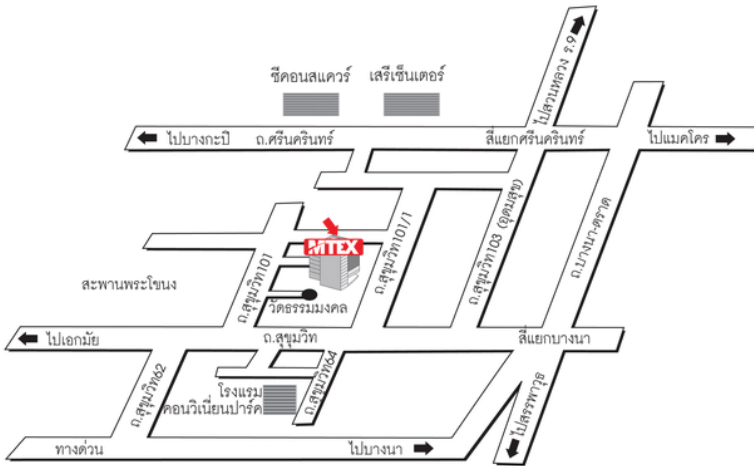 ไปสวนหลวง ร.9
ซีคอนสแควร์
เสรีเซ็นเตอร์
ไปบางกะปิ
ถ.ศรีนครินทร์
สี่แยกศรีนครินทร์
ไปแมคโคร
MTEX
ถ.สุขุมวิท101
ถ.สุขุมวิท101/1
ถ.สุขุมวิท103 (อุดมสุข)
ถ.บางนา-ตราด
สะพานพระโขนง
วัดธรรมมงคล
ไปเอกมัย
ถ.สุขุมวิท
สี่แยกบางนา
ถ.สุขุมวิท62
โรงแรม
คอนวิเนี่ยนปาร์ค
ถ.สุขุมวิท64
ไปสรรพาวุธ
ทางด่วน
ไปบางนา